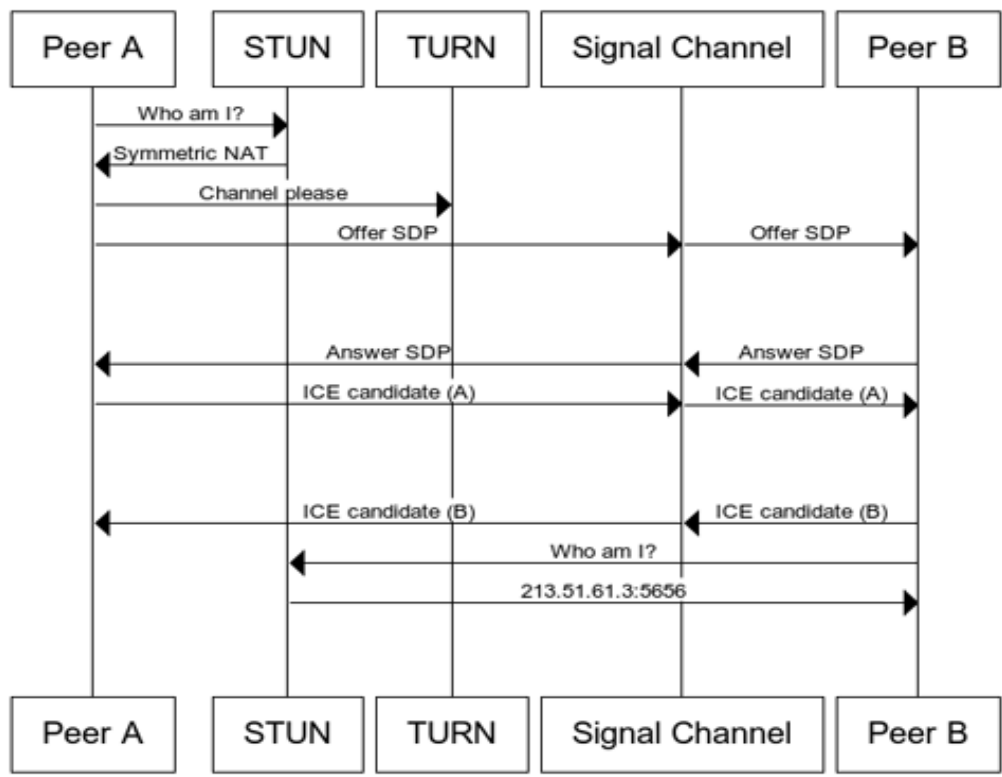 Peer A
STUN
TURN
Signal Channel
Peer B
Who am I?
Symmetric NAT
Channel please
Offer SDP
Offer SDP
Answer SDP
Answer SDP
ICE candidate (A)
ICE candidate (A)
ICE candidate (B)
ICE candidate (B)
Who am I?
213.51.61.3:5656
Peer A
STUN
TURN
Signal Channel
Peer B